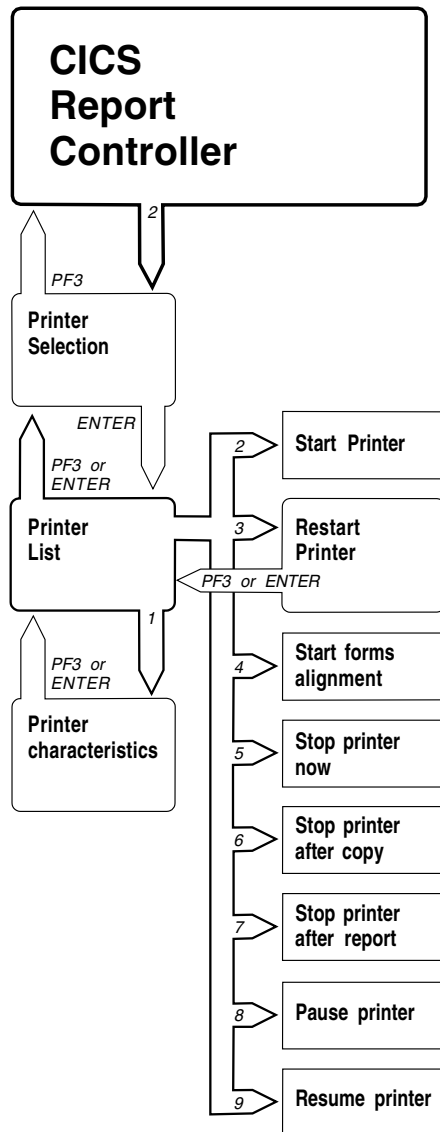 CICS
Report
Controller
2
PF3
Printer
Selection
ENTER
PF3 or
ENTER
Printer
List
1
PF3 or
ENTER
Printer
characteristics
2
Start Printer
3
Restart
Printer
PF3 or ENTER
4
Start forms
alignment
5
Stop printer
now
6
Stop printer
after copy
7
Stop printer
after report
8
Pause printer
9
Resume printer